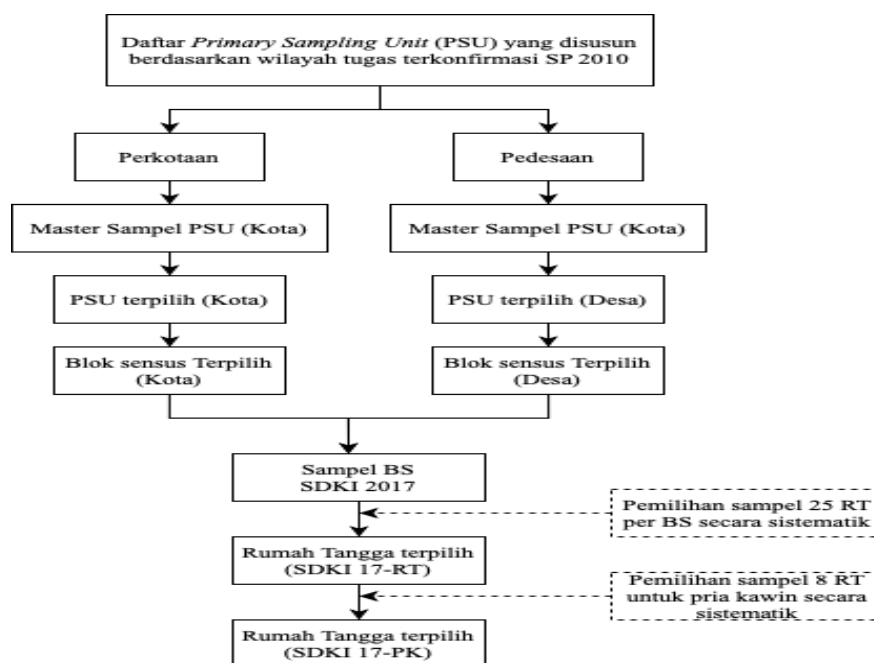 Daftar Primary Sampling Unit (PSU) yang disusun
berdasarkan wilayah tugas terkonfirmasi SP 2010
Perkotaan
Pedesaan
Master Sampel PSU (Kota)
Master Sampel PSU (Kota)
PSU terpilih (Kota)
PSU terpilih (Desa)
Blok sensus Terpilih
(Kota)
Blok sensus Terpilih
(Desa)
Sampel BS
SDKI 2017
Pemilihan sampel 25 RT
per BS secara sistematik
Rumah Tangga terpilih
(SDKI 17-RT)
Pemilihan sampel 8 RT
untuk pria kawin secara
sistematik
Rumah Tangga terpilih
(SDKI 17-PK)